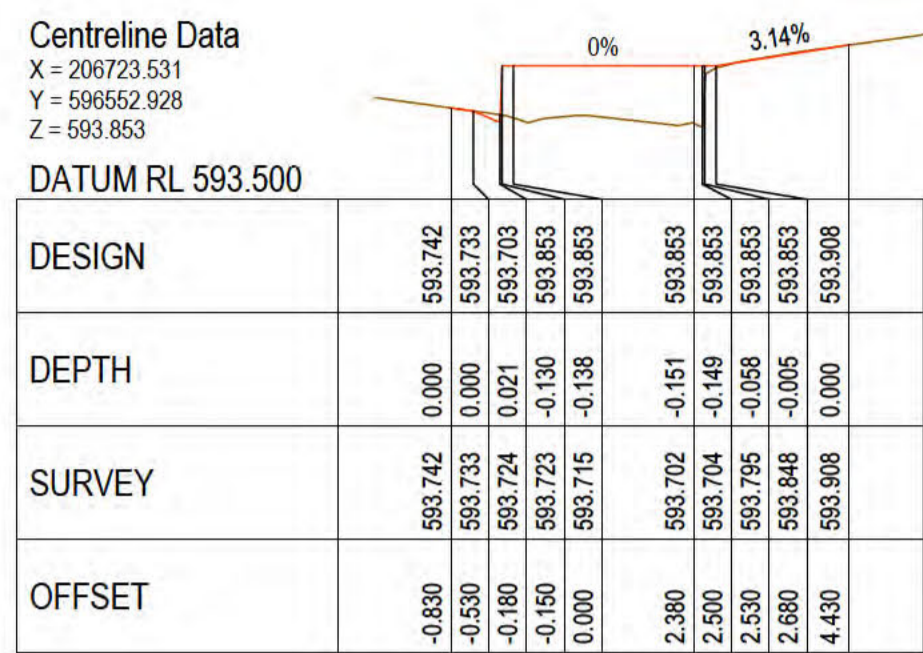 Centreline Data
X = 206723.531
Y = 596552.928
Z = 593.853
0%
3.14%
DATUM RL 593.500
DESIGN 593.742 593.733 593.703 593.853 593.853 593.853 593.853 593.853 593.853 593.908
DEPTH 0.000 0.000 0.021 -0.130 -0.138 -0.151 -0.149 -0.058 -0.005 0.000
SURVEY 593.742 593.733 593.724 593.723 593.715 593.702 593.704 593.795 593.848 593.908
OFFSET -0.830 -0.530 -0.180 -0.150 0.000 2.380 2.500 2.530 2.680 4.430